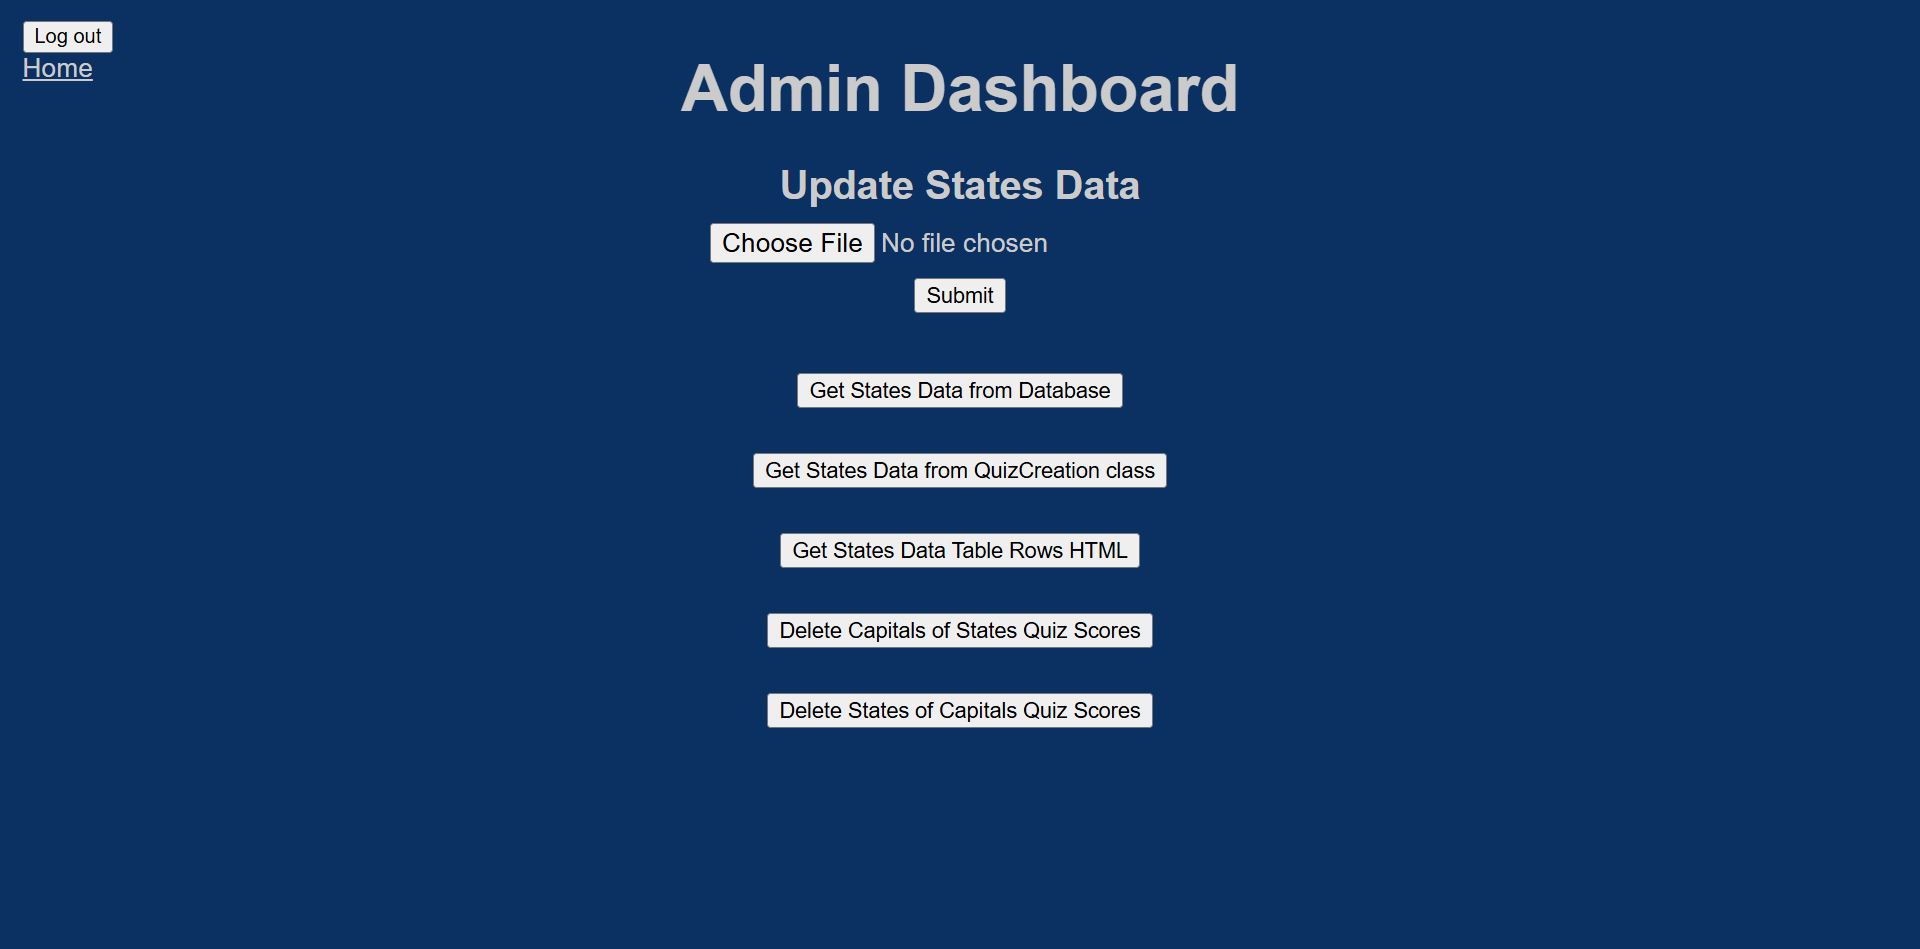 Log out
Home
Admin Dashboard
Update States Data
Choose File No file chosen
Submit
Get States Data from Database
Get States Data from QuizCreation class
Get States Data Table Rows HTML
Delete Capitals of States Quiz Scores
Delete States of Capitals Quiz Scores